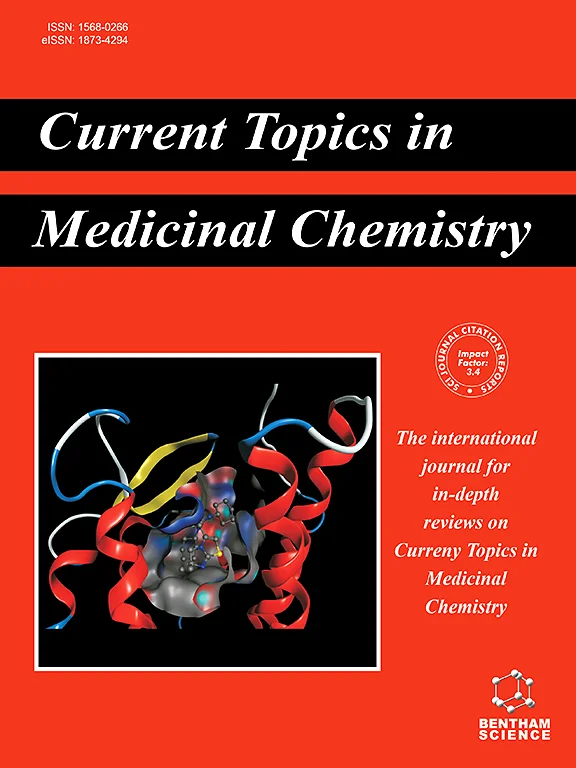 ISSN: 1568-0266
eISSN: 1873-4294
Current Topics in
Medicinal Chemistry
SCI JOURNAL CITATION REPORTS
Impact
Factor:
3.4
The international
journal for
in-depth
reviews on
Curreny Topics in
Medicinal
Chemistry
BENTHAM
SCIENCE